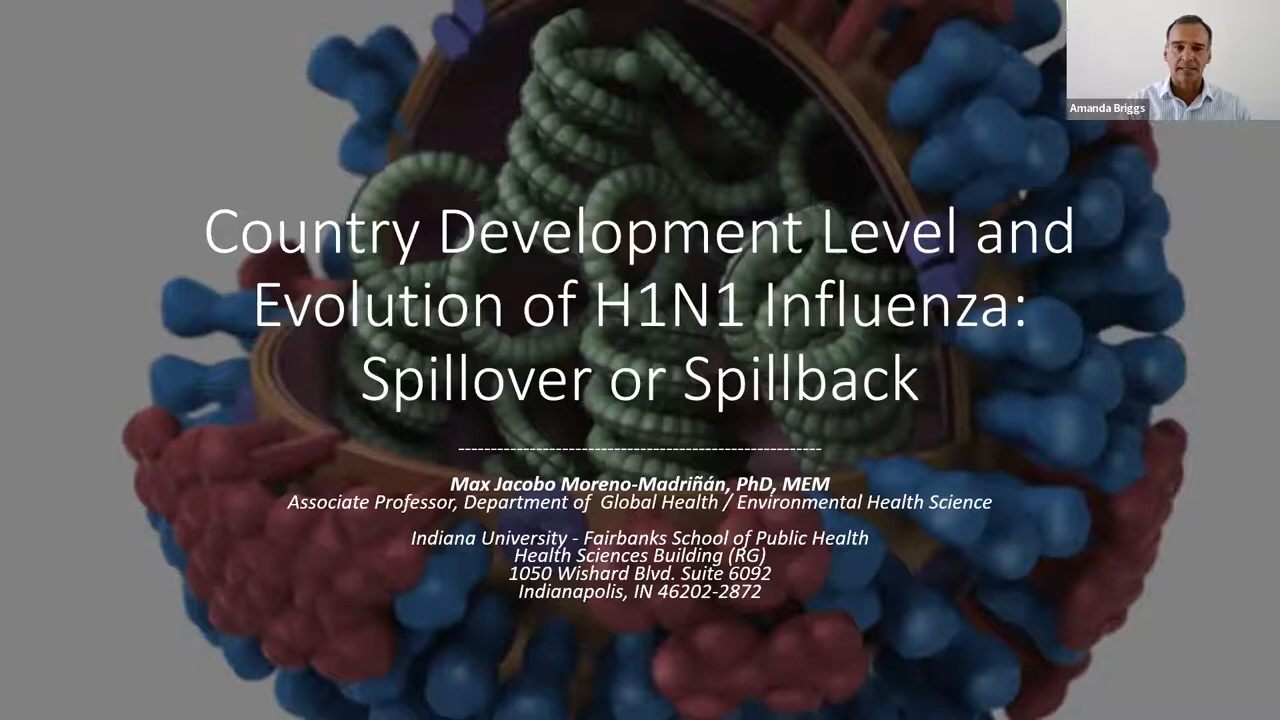 Amanda Briggs
Country Development Level and
Evolution of H1N1 Influenza:
Spillover or Spillback
--------------------------------------------------------
Max Jacobo Moreno-Madriñán, PhD, MEM
Associate Professor, Department of Global Health / Environmental Health Science
Indiana University - Fairbanks School of Public Health
Health Sciences Building (RG)
1050 Wishard Blvd. Suite 6092
Indianapolis, IN 46202-2872